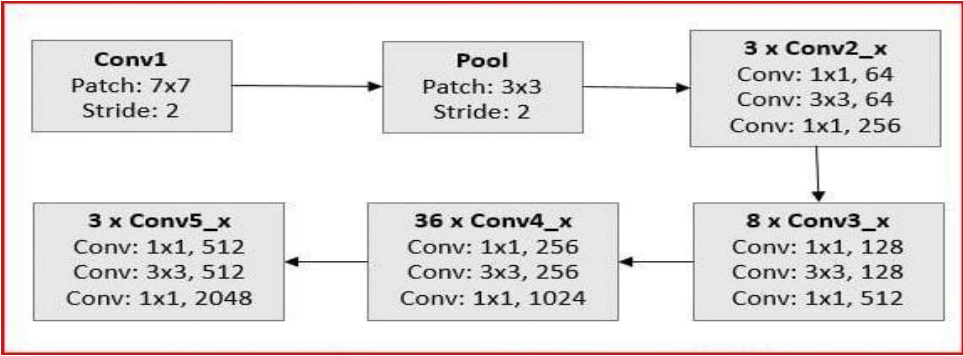 Conv1
Patch: 7x7
Stride: 2
Pool
Patch: 3x3
Stride: 2
3 x Conv2_x
Conv: 1x1, 64
Conv: 3x3, 64
Conv: 1x1, 256
8 x Conv3_x
Conv: 1x1, 128
Conv: 3x3, 128
Conv: 1x1, 512
36 x Conv4_x
Conv: 1x1, 256
Conv: 3x3, 256
Conv: 1x1, 1024
3 x Conv5_x
Conv: 1x1, 512
Conv: 3x3, 512
Conv: 1x1, 2048